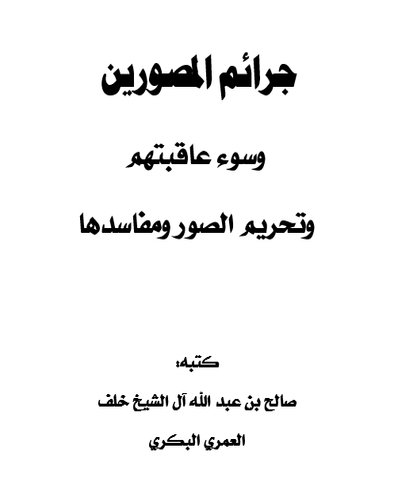 جرائم المصورين
وسوء عاقبتهم
وتحريم الصور ومفاسدها
كتبه:
صالح بن عبد الله آل الشيخ خلف
العمري البكري